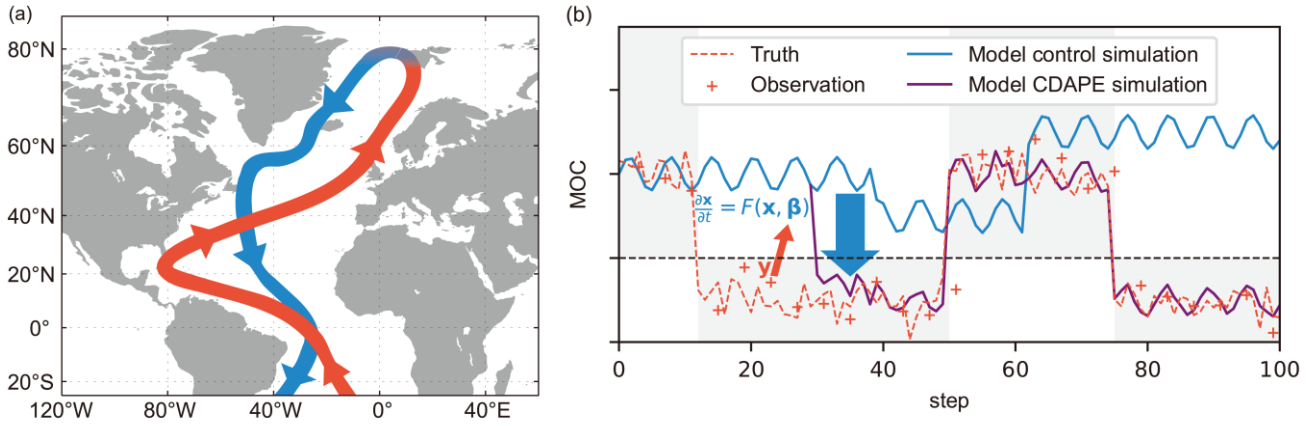 (a)
80°N
60°N
40°N
20°N
0°
20°S
120°W
80°W
40°W
0°
40°E
(b)
Truth
Observation
Model control simulation
Model CDAPE simulation
MOC
∂x/∂t = F(x, β)
y
0
20
40
60
80
100
step